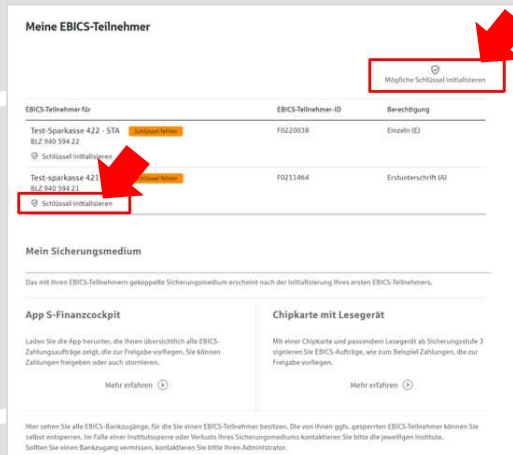 Meine EBICS-Teilnehmer
Mögliche Schlüssel initialisieren
EBICS-Teilnehmer für EBICS-Teilnehmer-ID Berechtigung
Test-Sparkasse 422 - STA Schlüssel fehlen F0220038 Einzeln (E)
BLZ 940 594 22
Schlüssel initialisieren
Test-sparkasse 421 Schlüssel fehlen F0211464 Erstunterschrift (A)
BLZ 940 594 21
Schlüssel initialisieren
Mein Sicherungsmedium
Das mit Ihren EBICS-Teilnehmern gekoppelte Sicherungsmedium erscheint nach der Initialisierung Ihres ersten EBICS-Teilnehmers.
App S-Finanzcockpit
Laden Sie die App herunter, die Ihnen übersichtlich alle EBICS-
Zahlungsaufträge zeigt, die zur Freigabe vorliegen. Sie können
Zahlungen freigeben oder auch stornieren.
Mehr erfahren
Chipkarte mit Lesegerät
Mit einer Chipkarte und passendem Lesegerät ab Sicherungsstufe 3
signieren Sie EBICS-Aufträge, wie zum Beispiel Zahlungen, die zur
Freigabe vorliegen.
Mehr erfahren
Hier sehen Sie alle EBICS-Bankzugänge, für die Sie einen EBICS-Teilnehmer besitzen. Die von Ihnen ggfs. gesperrten EBICS-Teilnehmer können Sie
selbst entsperren. Im Falle einer Institutssperre oder Verlusts Ihres Sicherungsmediums kontaktieren Sie bitte die jeweiligen Institute.
Sollten Sie einen Bankzugang vermissen, kontaktieren Sie bitte Ihren Administrator.